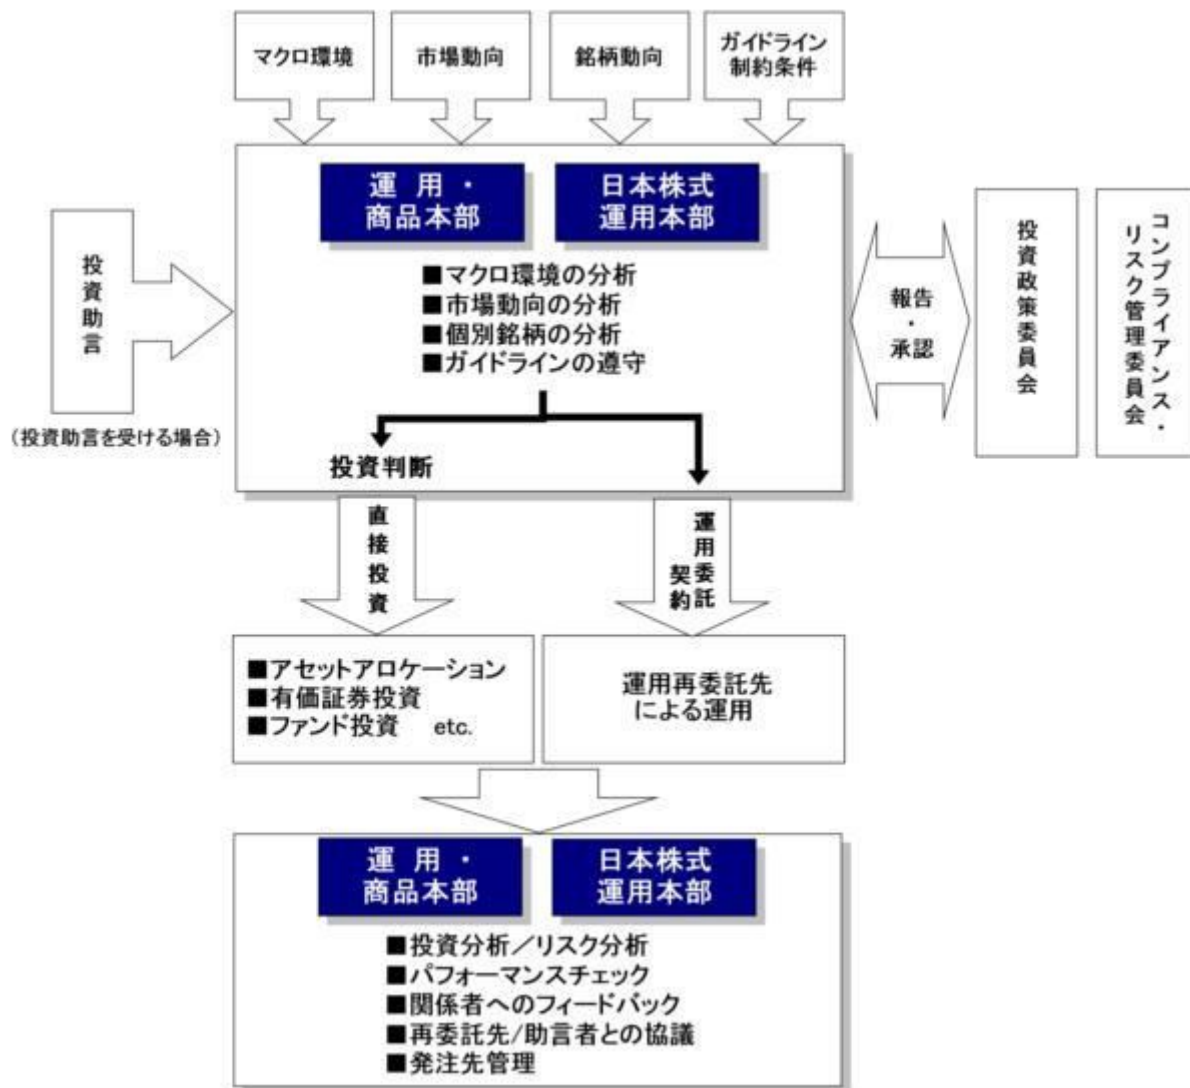 マクロ環境
市場動向
銘柄動向
ガイドライン
制約条件
運 用 ・
商品本部
日本株式
運用本部
■マクロ環境の分析
■市場動向の分析
■個別銘柄の分析
■ガイドラインの遵守
投資助言
(投資助言を受ける場合)
報告
・
承認
投資政策委員会
コンプライアンス・
リスク管理委員会
投資判断
直接投資
運用委託
契約
■アセットアロケーション
■有価証券投資
■ファンド投資 etc.
運用再委託先
による運用
運 用 ・
商品本部
日本株式
運用本部
■投資分析／リスク分析
■パフォーマンスチェック
■関係者へのフィードバック
■再委託先/助言者との協議
■発注先管理